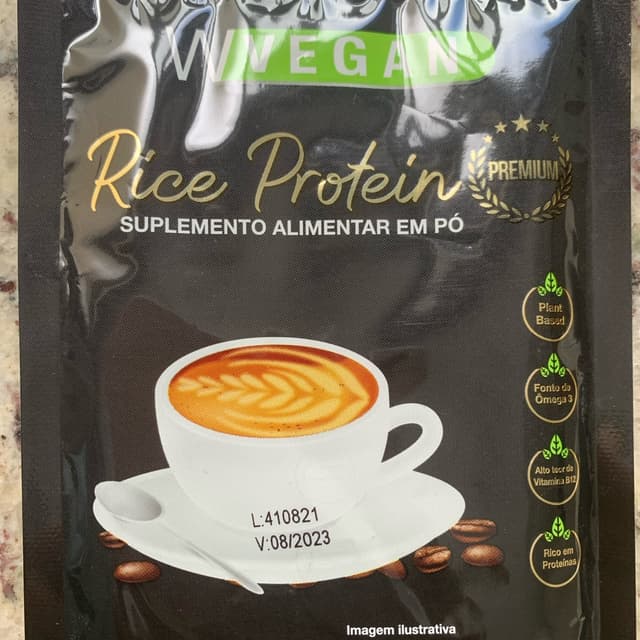 VEGAN
Rice Protein
PREMIUM
SUPLEMENTO ALIMENTAR EM PÓ
Plant
Based
Fonte de
Ômega 3
Alto teor de
Vitamina B12
Rico em
Proteínas
L:410821
V:08/2023
Imagem ilustrativa